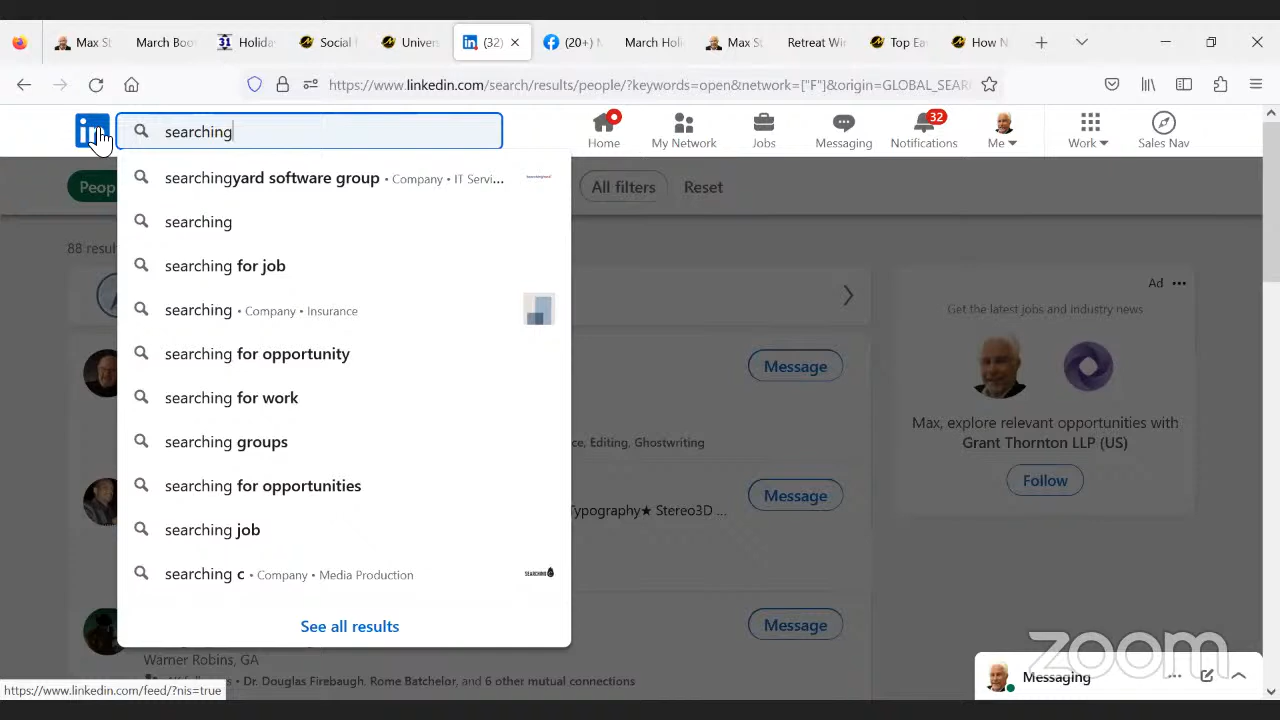 Max St
March Boo
31 Holida
Social
Univers
(32)
(20+)
March Holi
Max St
Retreat Wir
Top Ea
How N
https://www.linkedin.com/search/results/people/?keywords=open&network=["F"]&origin=GLOBAL_SEAR
in
searching
Home
My Network
Jobs
Messaging
32
Notifications
Me
Work
Sales Nav
Peop
All filters
Reset
searchingyard software group • Company • IT Servi...
searching
searching for job
searching • Company • Insurance
searching for opportunity
searching for work
searching groups
searching for opportunities
searching job
searching c • Company • Media Production
SEARCHING
See all results
88 resul
Message
ce, Editing, Ghostwriting
Message
Typography★ Stereo3D ...
Message
Warner Robins, GA
Dr. Douglas Firebaugh, Rome Batchelor, and 6 other mutual connections
Ad
Get the latest jobs and industry news
Max, explore relevant opportunities with
Grant Thornton LLP (US)
Follow
zoom
Messaging
https://www.linkedin.com/feed/?nis=true